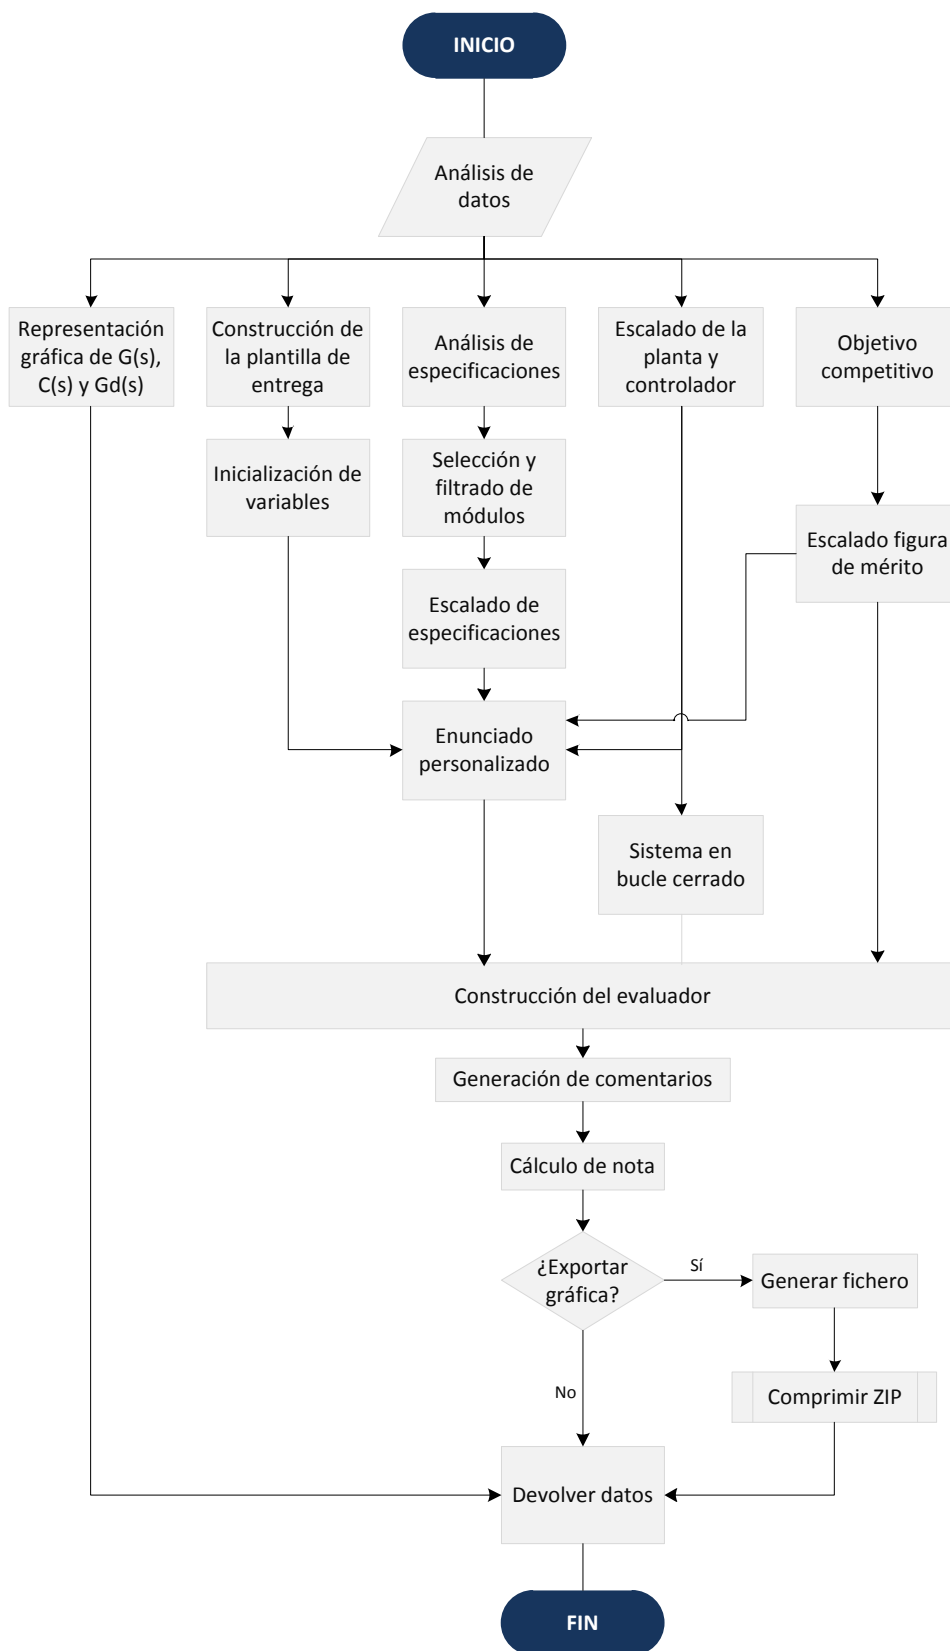 INICIO
Análisis de
datos
Representación
gráfica de G(s),
C(s) y Gd(s)
Construcción de
la plantilla de
entrega
Análisis de
especificaciones
Escalado de la
planta y
controlador
Objetivo
competitivo
Inicialización de
variables
Selección y
filtrado de
módulos
Escalado figura
de mérito
Escalado de
especificaciones
Enunciado
personalizado
Sistema en
bucle cerrado
Construcción del evaluador
Generación de comentarios
Cálculo de nota
¿Exportar
gráfica?
Sí
Generar fichero
No
Comprimir ZIP
Devolver datos
FIN